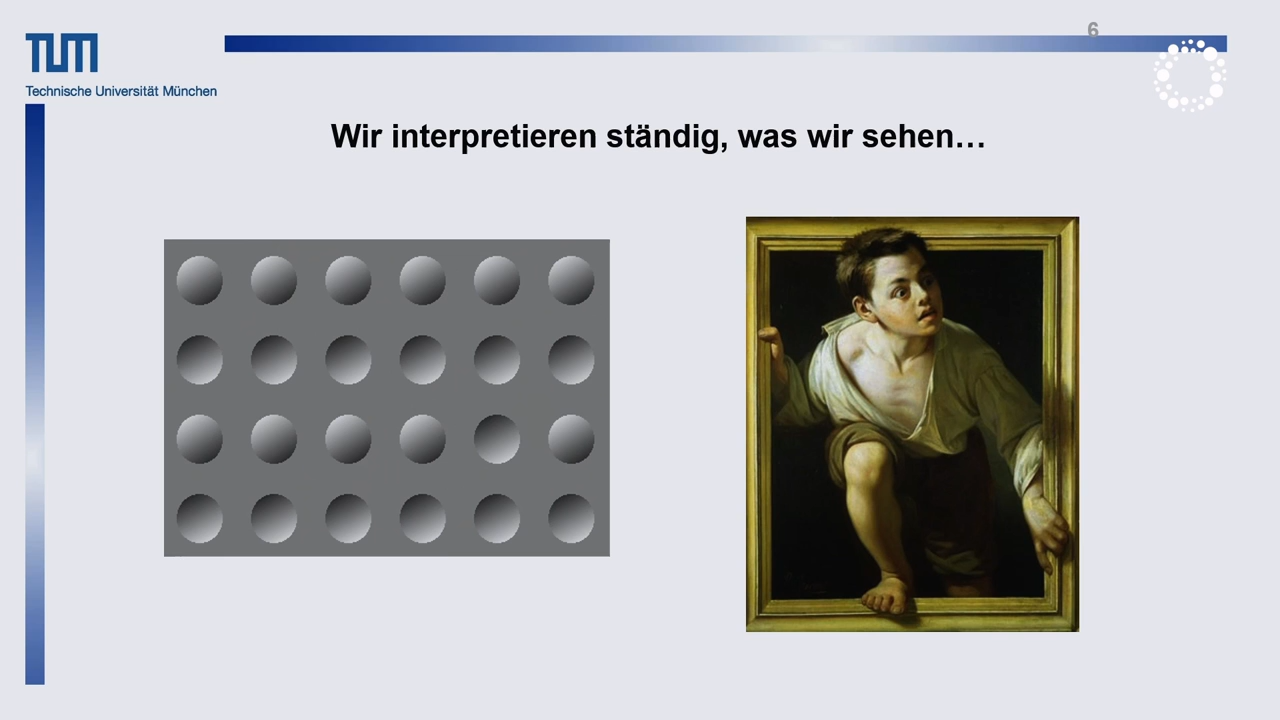 6
TUM
Technische Universität München
Wir interpretieren ständig, was wir sehen…